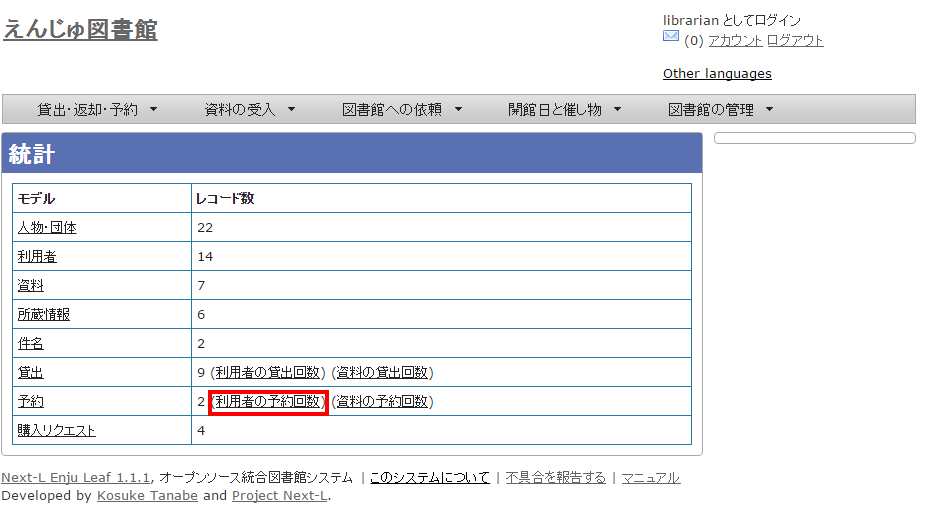 えんじゅ図書館
librarian としてログイン
(0) アカウント ログアウト
Other languages
貸出・返却・予約 ▼ 資料の受入 ▼ 図書館への依頼 ▼ 開館日と催し物 ▼ 図書館の管理 ▼
統計
モデル レコード数
人物・団体 22
利用者 14
資料 7
所蔵情報 6
件名 2
貸出 9 (利用者の貸出回数) (資料の貸出回数)
予約 2 (利用者の予約回数) (資料の予約回数)
購入リクエスト 4
Next-L Enju Leaf 1.1.1, オープンソース統合図書館システム | このシステムについて | 不具合を報告する | マニュアル
Developed by Kosuke Tanabe and Project Next-L.